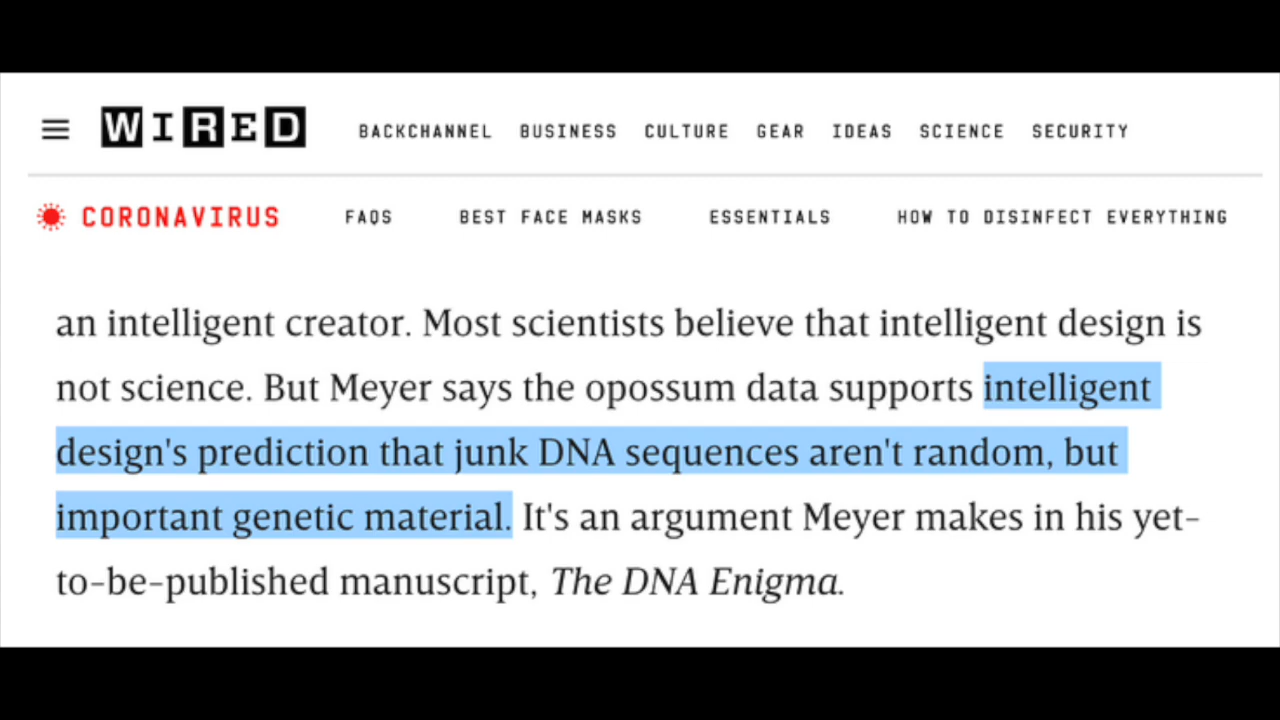 WIRED BACKCHANNEL BUSINESS CULTURE GEAR IDEAS SCIENCE SECURITY
CORONAVIRUS FAQS BEST FACE MASKS ESSENTIALS HOW TO DISINFECT EVERYTHING
an intelligent creator. Most scientists believe that intelligent design is
not science. But Meyer says the opossum data supports intelligent
design's prediction that junk DNA sequences aren't random, but
important genetic material. It's an argument Meyer makes in his yet-
to-be-published manuscript, The DNA Enigma.